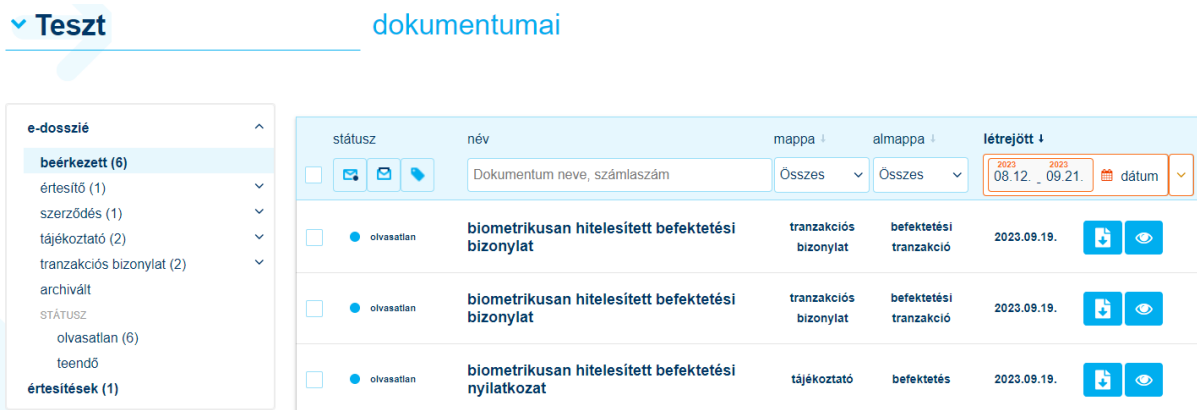 Teszt dokumentumai
e-dosszié
beérkezett (6)
értesítő (1)
szerződés (1)
tájékoztató (2)
tranzakciós bizonylat (2)
archivált
STÁTUSZ
olvasatlan (6)
teendő
értesítések (1)
státusz név mappa ↓ almappa ↓ létrejött ↓
Dokumentum neve, számlaszám Összes Összes
2023 2023
08.12. - 09.21. dátum
olvasatlan
biometrikusan hitelesített befektetési
bizonylat
tranzakciós
bizonylat
befektetési
tranzakció
2023.09.19.
olvasatlan
biometrikusan hitelesített befektetési
bizonylat
tranzakciós
bizonylat
befektetési
tranzakció
2023.09.19.
olvasatlan
biometrikusan hitelesített befektetési
nyilatkozat
tájékoztató
befektetés
2023.09.19.